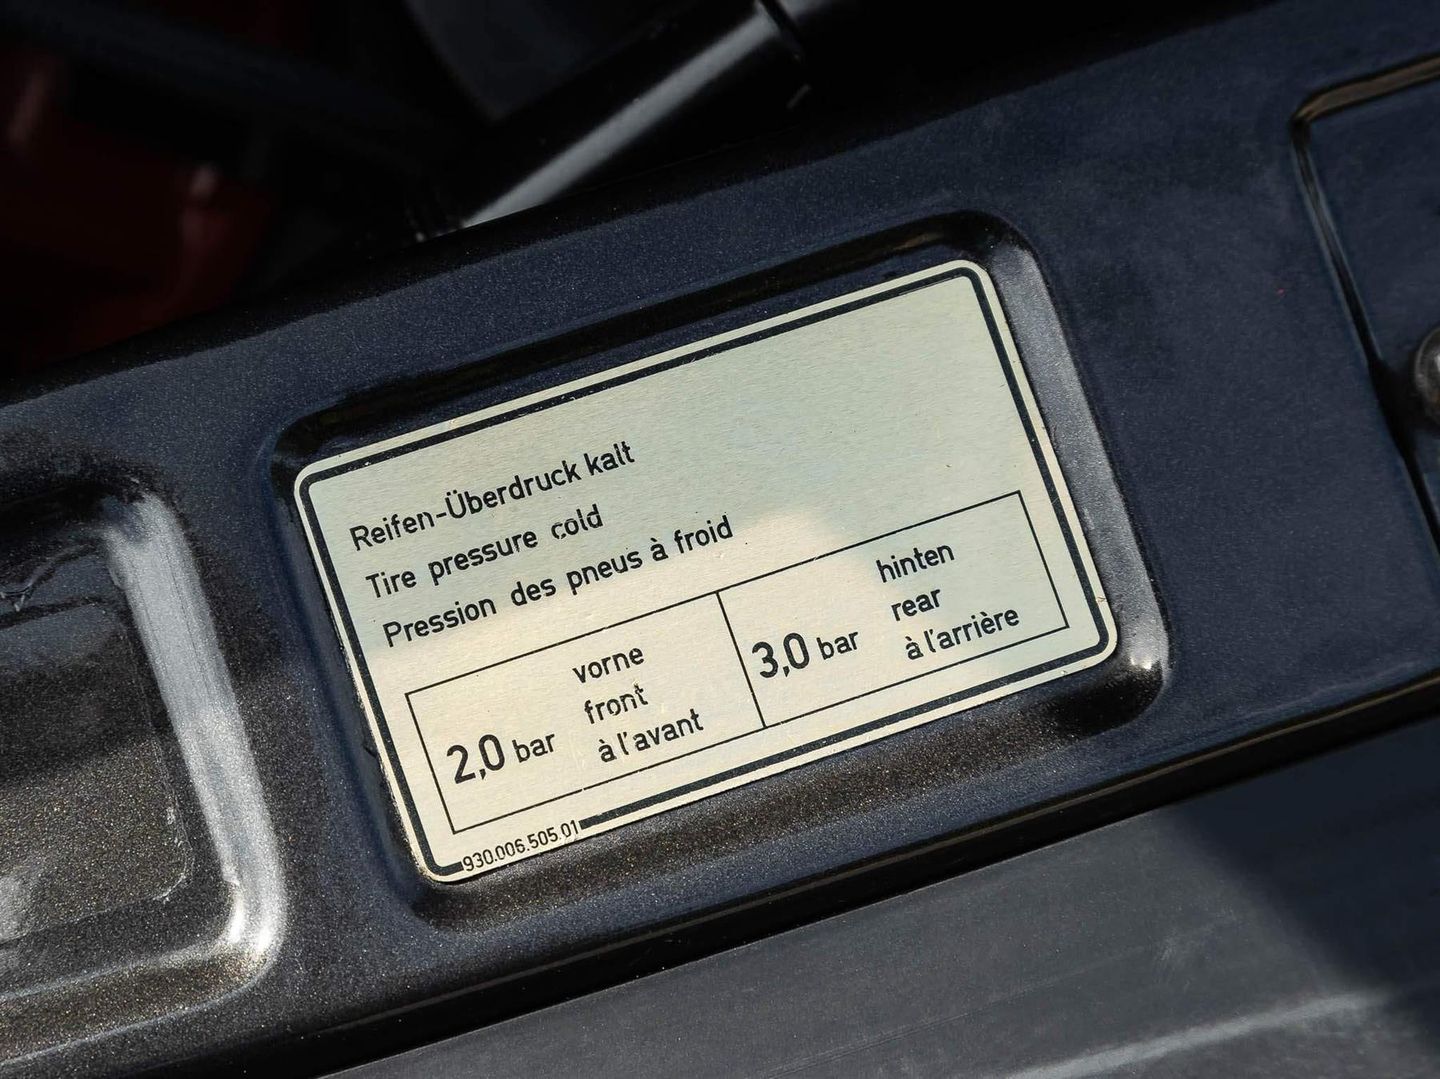 Reifen-Überdruck kalt
Tire pressure cold
Pression des pneus à froid
2,0 bar
vorne
front
à l'avant
3,0 bar
hinten
rear
à l'arrière
930.006.505.01